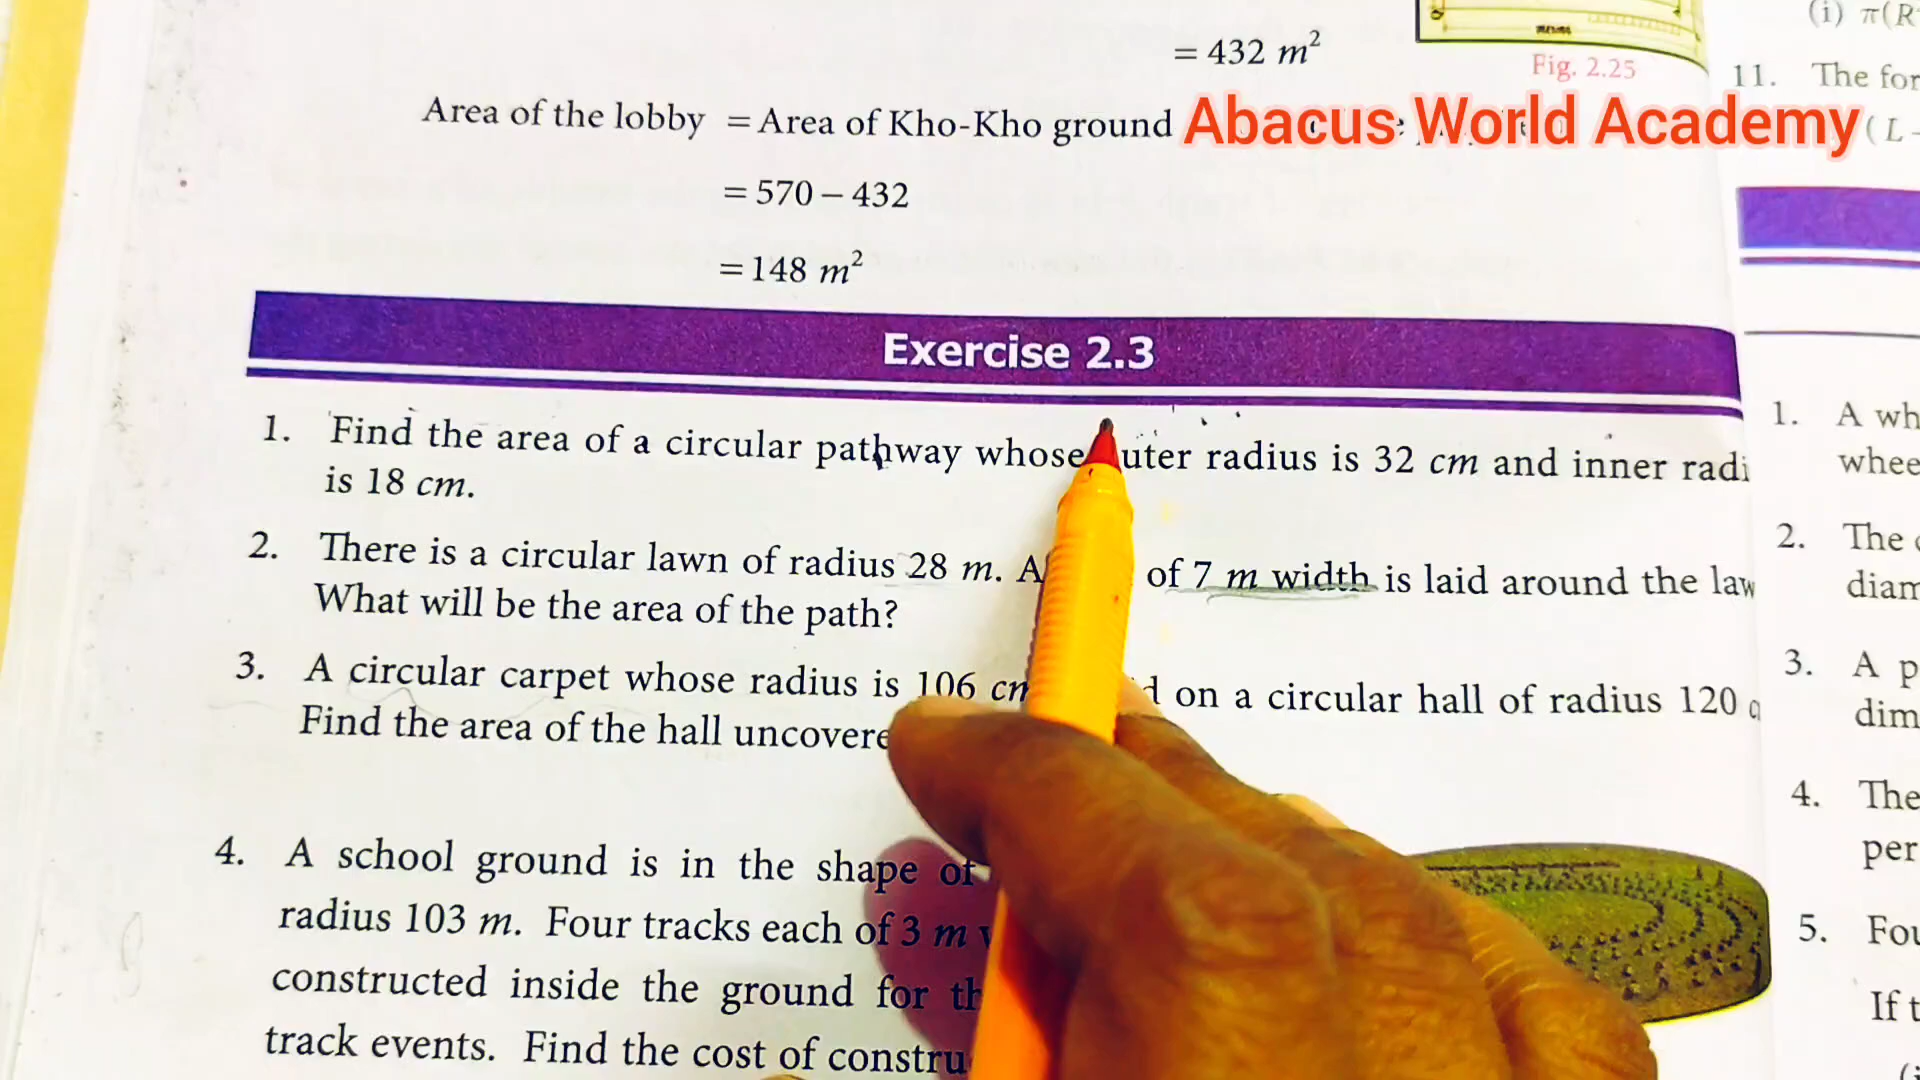 = 432 m²
Fig. 2.25
(i) π(R
11. The for
Area of the lobby = Area of Kho-Kho ground
Abacus World Academy
( L -
= 570 – 432
= 148 m²
Exercise 2.3
1. Find the area of a circular pathway whose uter radius is 32 cm and inner radi
is 18 cm.
2. There is a circular lawn of radius 28 m. A of 7 m width is laid around the law
What will be the area of the path?
3. A circular carpet whose radius is 106 cm d on a circular hall of radius 120
Find the area of the hall uncovere
4. A school ground is in the shape of
radius 103 m. Four tracks each of 3 m
constructed inside the ground for th
track events. Find the cost of constru
1. A wh
whee
2. The
diam
3. A p
dim
4. The
per
5. Fou
If t